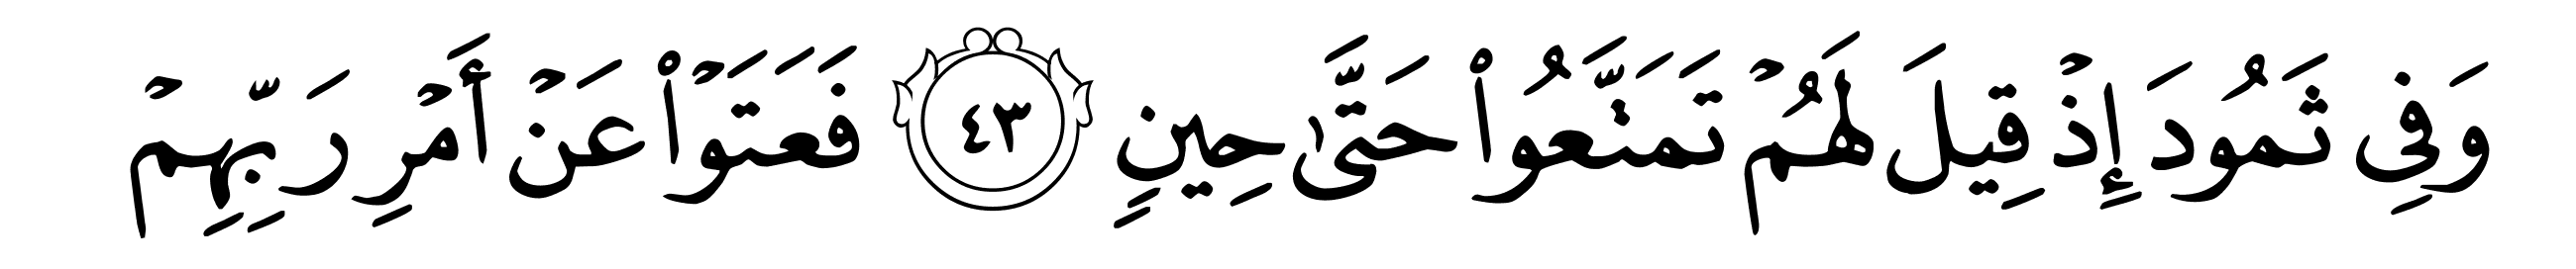 وَفِي ثَمُودَ إِذۡ قِيلَ لَهُمۡ تَمَتَّعُواْ حَتَّىٰ حِينٖ ٤٣ فَعَتَوۡاْ عَنۡ أَمۡرِ رَبِّهِمۡ